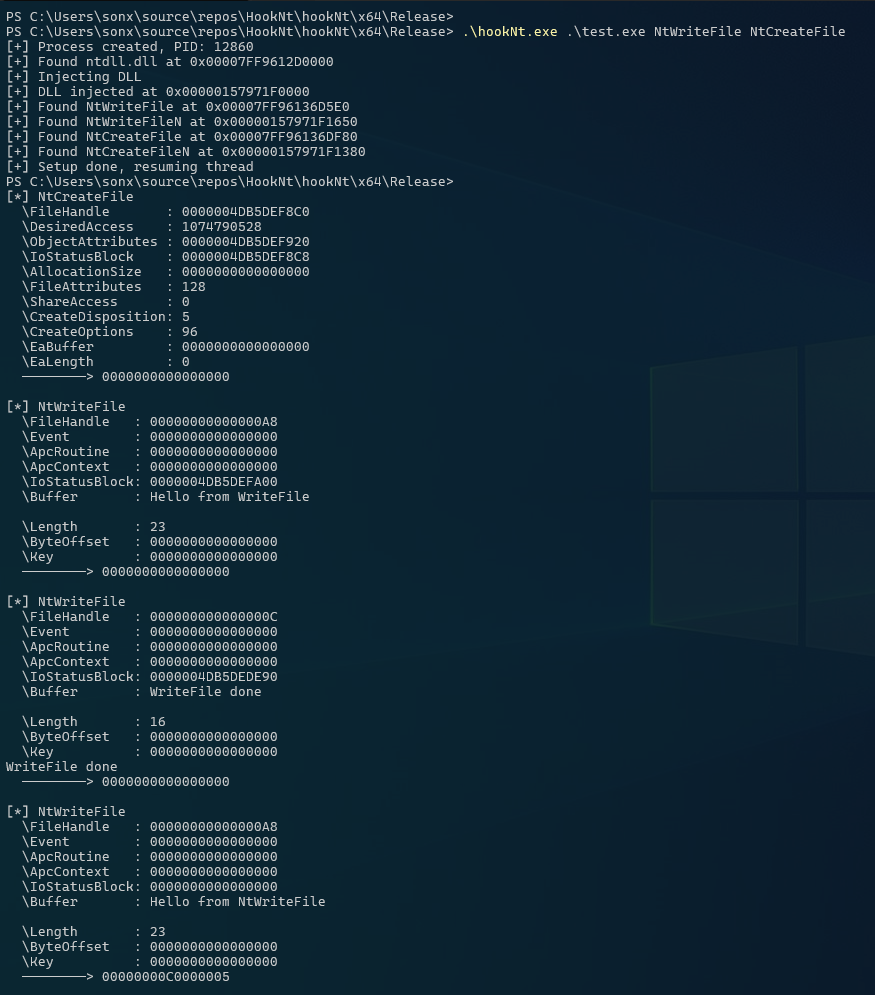 PS C:\Users\sonx\source\repos\HookNt\hookNt\x64\Release>
PS C:\Users\sonx\source\repos\HookNt\hookNt\x64\Release> .\hookNt.exe .\test.exe NtWriteFile NtCreateFile
[+] Process created, PID: 12860
[+] Found ntdll.dll at 0x00007FF9612D0000
[+] Injecting DLL
[+] DLL injected at 0x00000157971F0000
[+] Found NtWriteFile at 0x00007FF96136D5E0
[+] Found NtWriteFileN at 0x00000157971F1650
[+] Found NtCreateFile at 0x00007FF96136DF80
[+] Found NtCreateFileN at 0x00000157971F1380
[+] Setup done, resuming thread
PS C:\Users\sonx\source\repos\HookNt\hookNt\x64\Release>
[*] NtCreateFile
  \FileHandle       : 0000004DB5DEF8C0
  \DesiredAccess    : 1074790528
  \ObjectAttributes : 0000004DB5DEF920
  \IoStatusBlock    : 0000004DB5DEF8C8
  \AllocationSize   : 0000000000000000
  \FileAttributes   : 128
  \ShareAccess      : 0
  \CreateDisposition: 5
  \CreateOptions    : 96
  \EaBuffer         : 0000000000000000
  \EaLength         : 0
  ────────> 0000000000000000

[*] NtWriteFile
  \FileHandle   : 00000000000000A8
  \Event        : 0000000000000000
  \ApcRoutine   : 0000000000000000
  \ApcContext   : 0000000000000000
  \IoStatusBlock: 0000004DB5DEFA00
  \Buffer       : Hello from WriteFile

  \Length       : 23
  \ByteOffset   : 0000000000000000
  \Key          : 0000000000000000
  ────────> 0000000000000000

[*] NtWriteFile
  \FileHandle   : 000000000000000C
  \Event        : 0000000000000000
  \ApcRoutine   : 0000000000000000
  \ApcContext   : 0000000000000000
  \IoStatusBlock: 0000004DB5DEDE90
  \Buffer       : WriteFile done

  \Length       : 16
  \ByteOffset   : 0000000000000000
  \Key          : 0000000000000000
WriteFile done
  ────────> 0000000000000000

[*] NtWriteFile
  \FileHandle   : 00000000000000A8
  \Event        : 0000000000000000
  \ApcRoutine   : 0000000000000000
  \ApcContext   : 0000000000000000
  \IoStatusBlock: 0000000000000000
  \Buffer       : Hello from NtWriteFile

  \Length       : 23
  \ByteOffset   : 0000000000000000
  \Key          : 0000000000000000
  ────────> 00000000C0000005